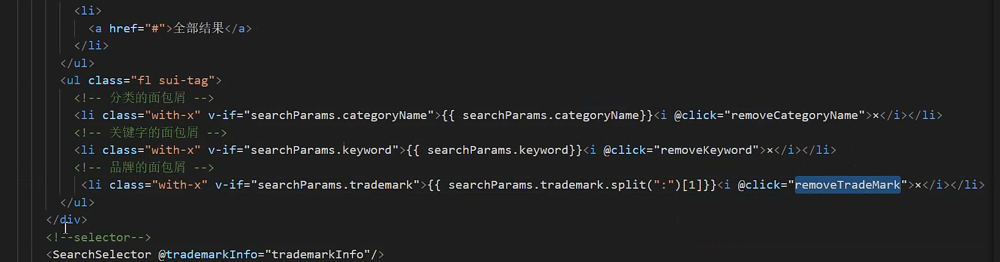 <li>
<a href="#">全部结果</a>
</li>
</ul>
<ul class="fl sui-tag">
<!-- 分类的面包屑 -->
<li class="with-x" v-if="searchParams.categoryName">{{ searchParams.categoryName}}<i @click="removeCategoryName">×</i></li>
<!-- 关键字的面包屑 -->
<li class="with-x" v-if="searchParams.keyword">{{ searchParams.keyword}}<i @click="removeKeyword">×</i></li>
<!-- 品牌的面包屑 -->
<li class="with-x" v-if="searchParams.trademark">{{ searchParams.trademark.split(":")[1]}}<i @click="removeTradeMark">×</i></li>
</ul>
</div>
<!--selector-->
<SearchSelector @trademarkInfo="trademarkInfo"/>